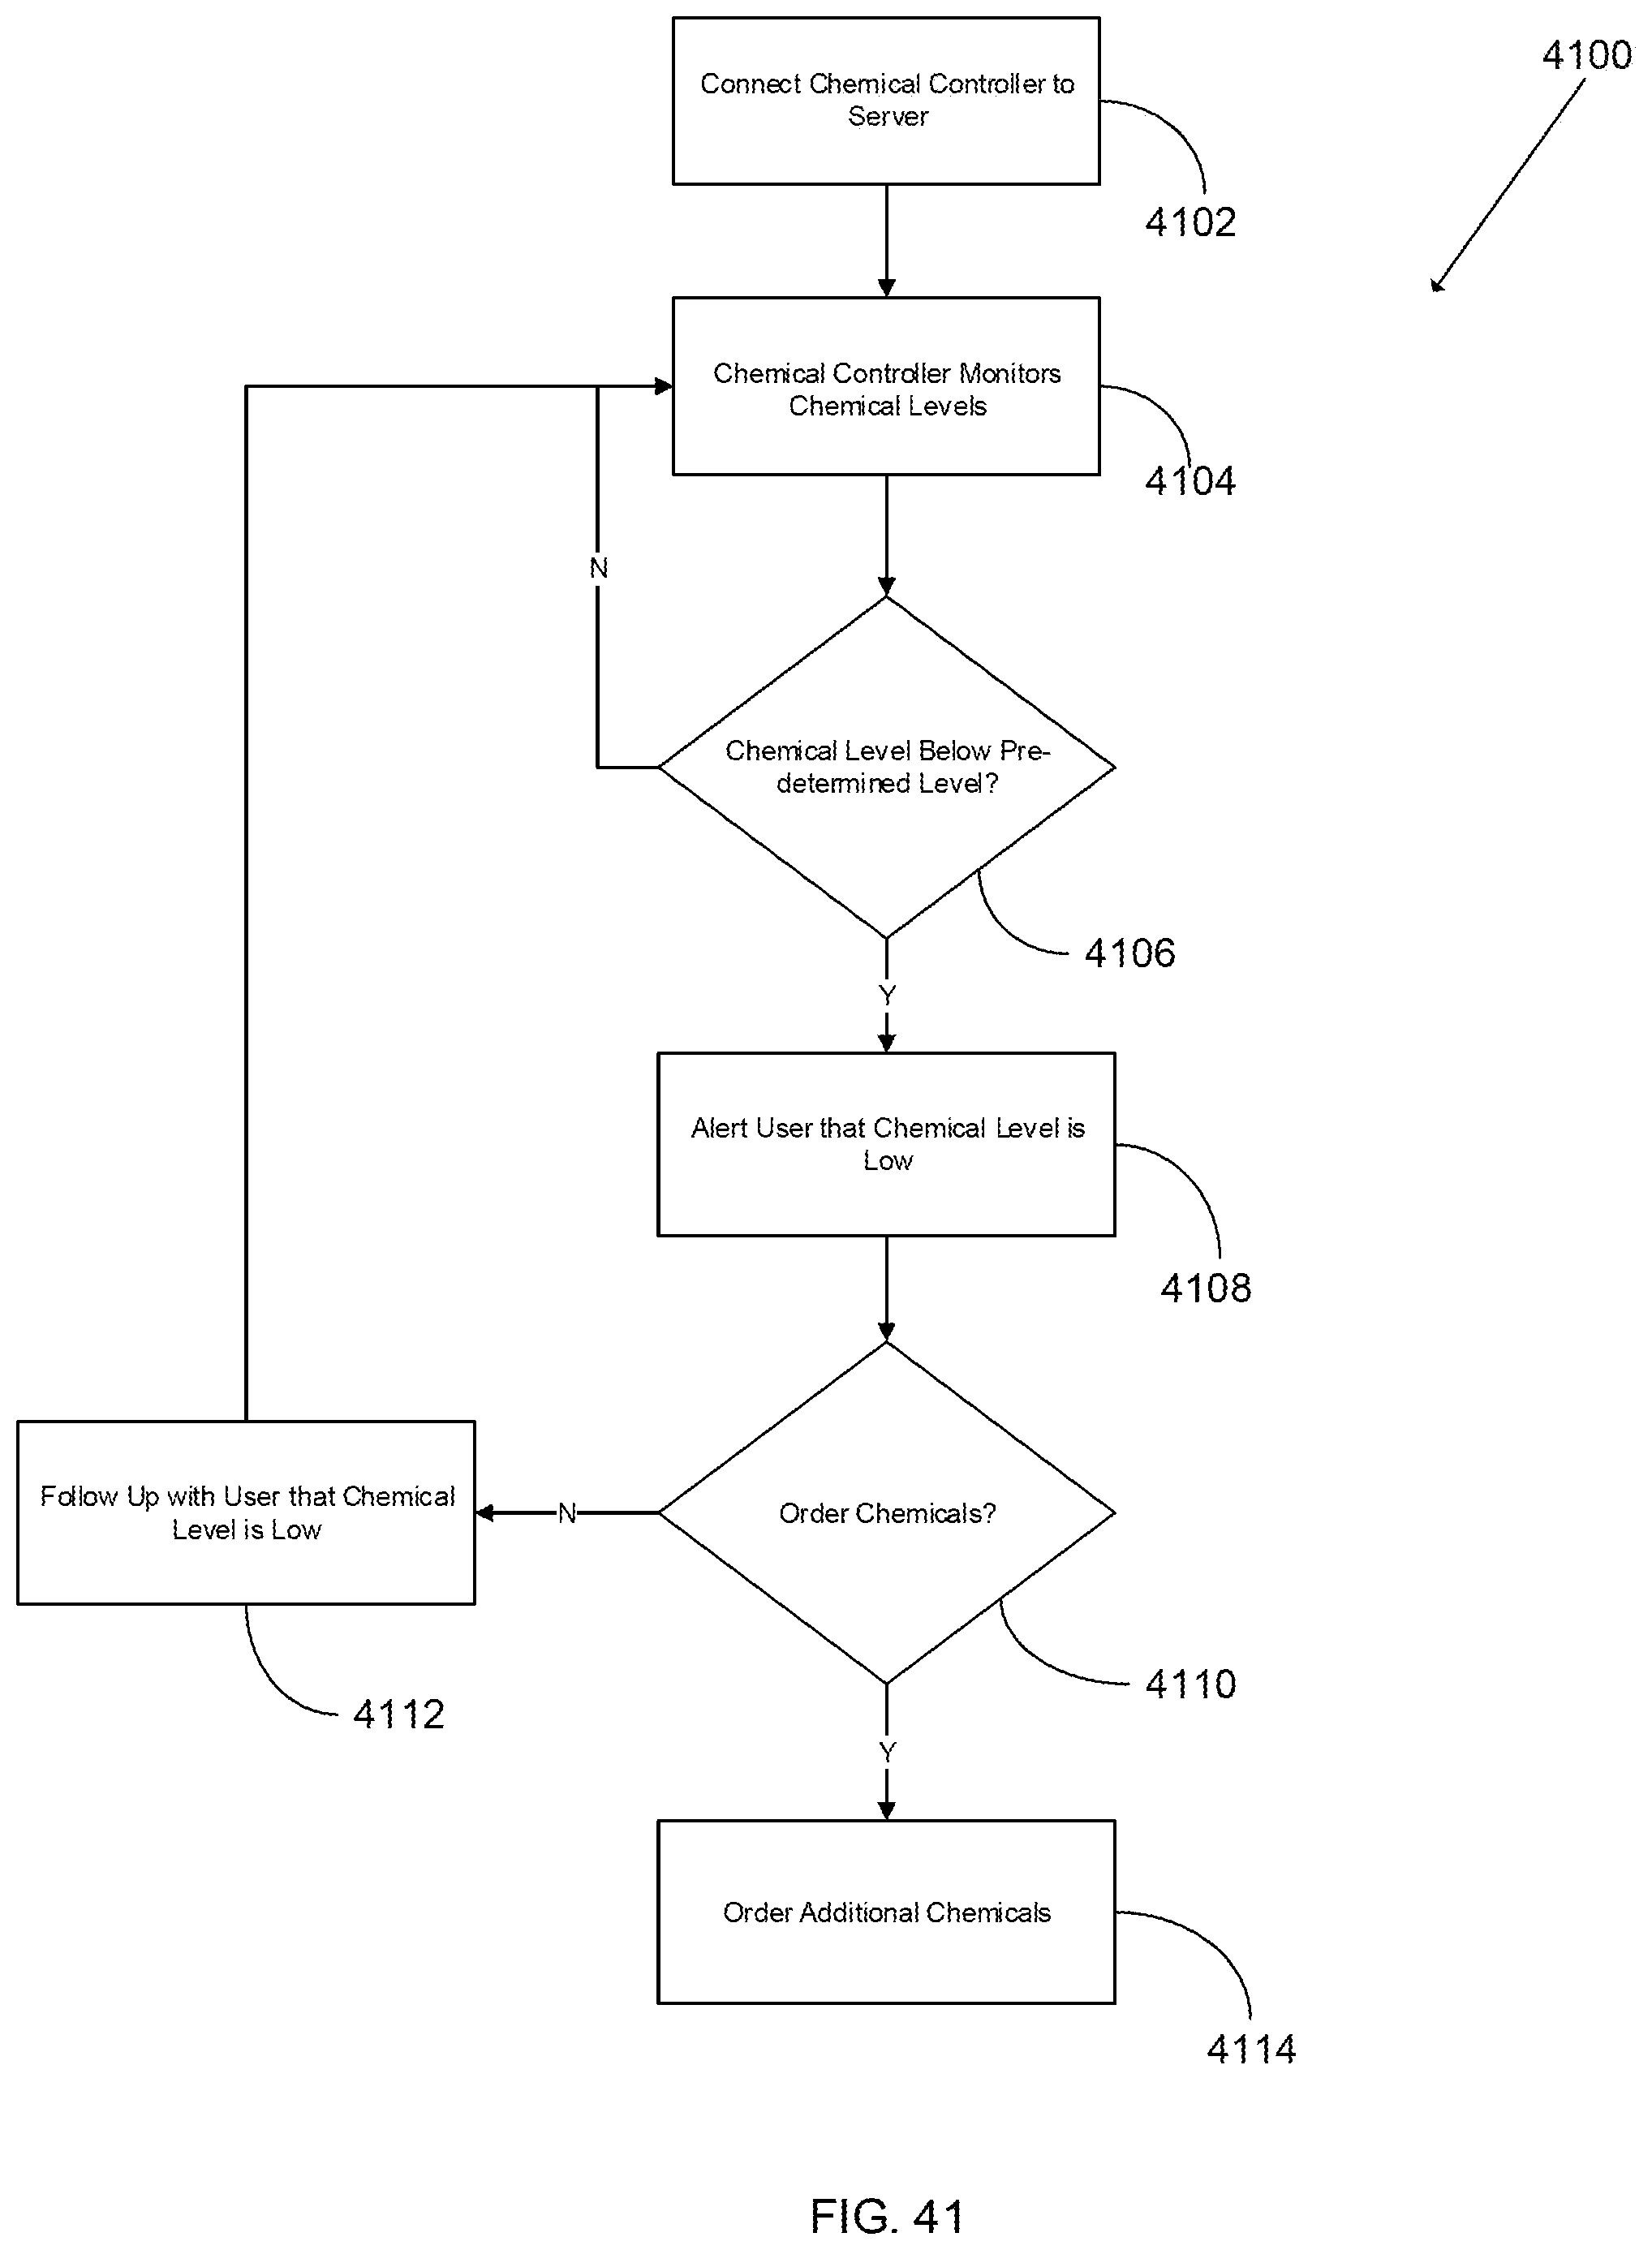 4100
Connect Chemical Controller to
Server
4102
Chemical Controller Monitors
Chemical Levels
4104
N
Chemical Level Below Pre-
determined Level?
4106
Y
Alert User that Chemical Level is
Low
4108
Follow Up with User that Chemical
Level is Low
N
Order Chemicals?
4110
4112
Y
Order Additional Chemicals
4114
FIG. 41